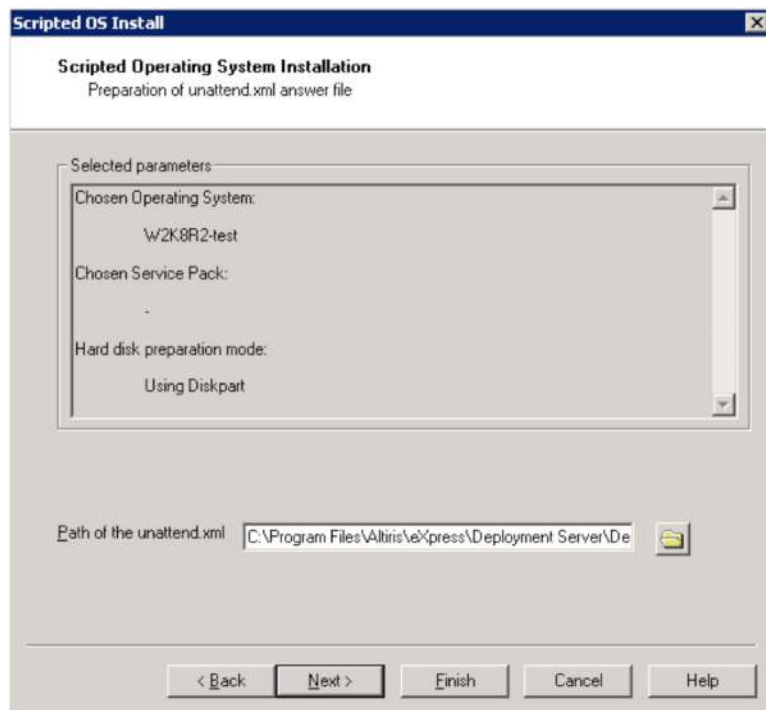 Scripted OS Install
Scripted Operating System Installation
Preparation of unattend.xml answer file
Selected parameters
Chosen Operating System:
W2K8R2-test
Chosen Service Pack:
-
Hard disk preparation mode:
Using Diskpart
Path of the unattend.xml C:\Program Files\Altiris\eXpress\Deployment Server\De
< Back Next > Finish Cancel Help